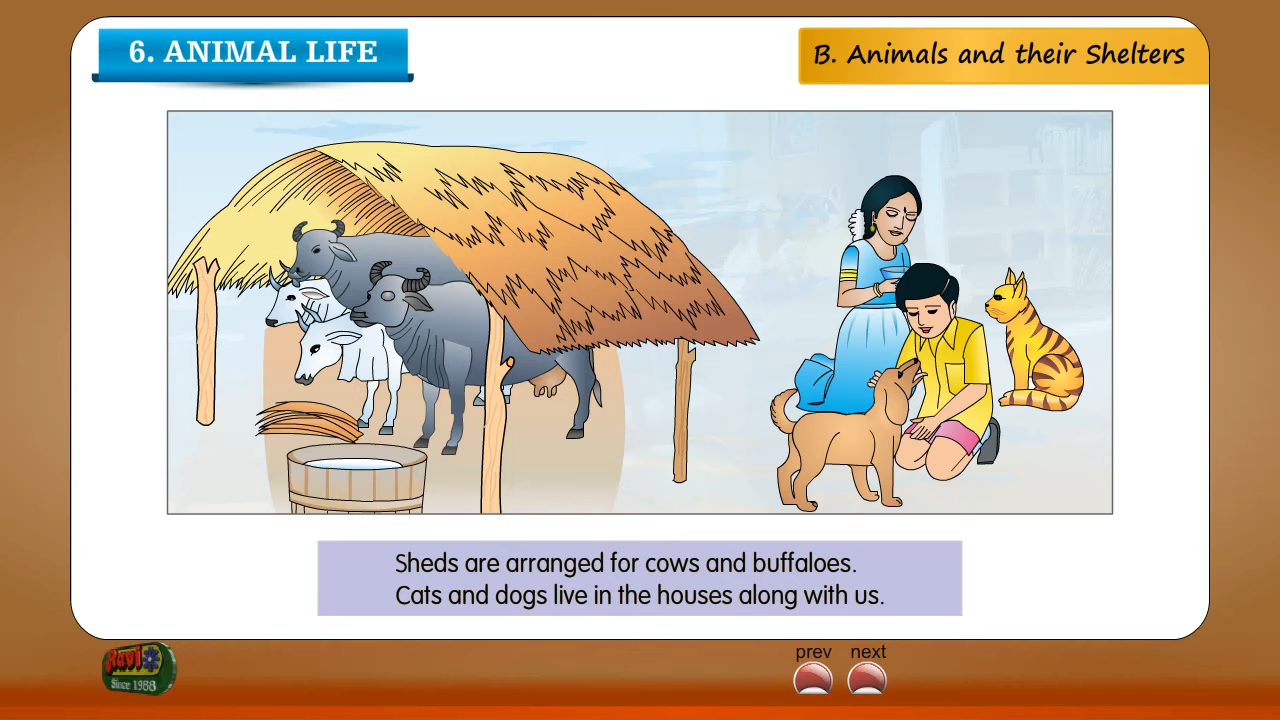 6. ANIMAL LIFE
B. Animals and their Shelters
Sheds are arranged for cows and buffaloes.
Cats and dogs live in the houses along with us.
Ravi
Since 1988
prev next